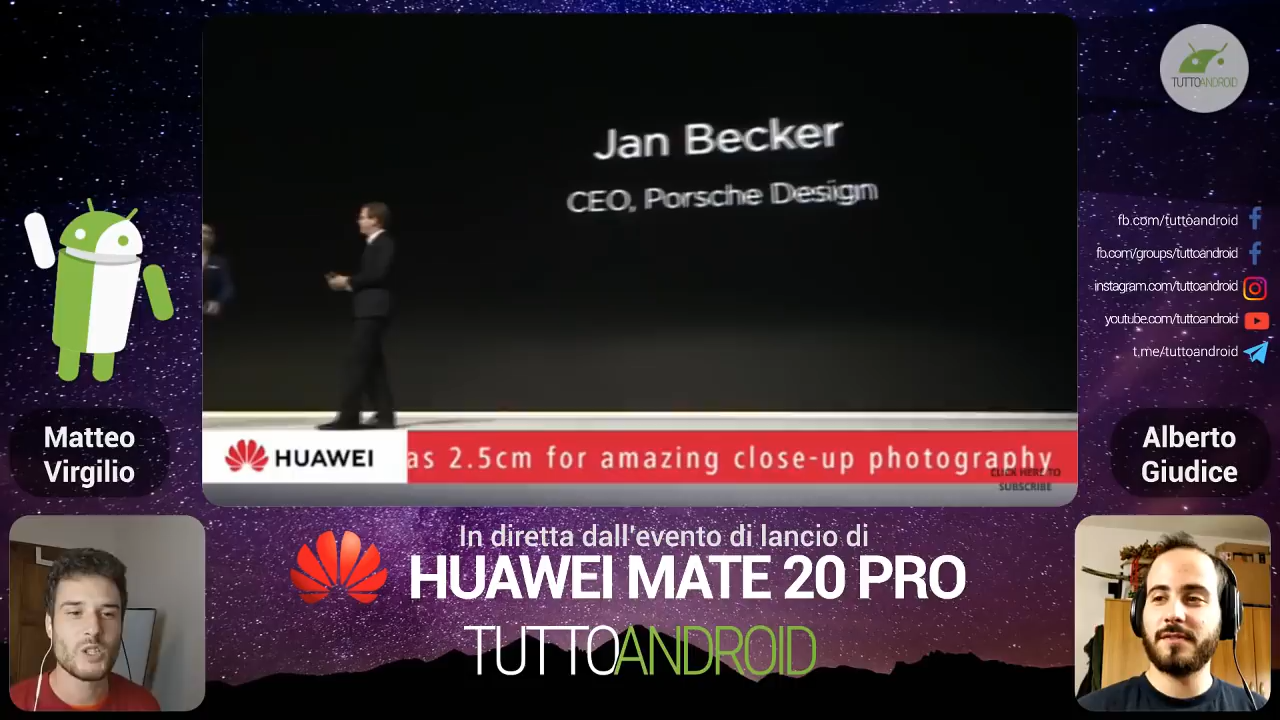 Jan Becker
CEO, Porsche Design
TUTTOANDROID
fb.com/tuttoandroid
fb.com/groups/tuttoandroid
instagram.com/tuttoandroid
youtube.com/tuttoandroid
t.me/tuttoandroid
Matteo
Virgilio
Alberto
Giudice
HUAWEI
as 2.5cm for amazing close-up photography
CLICK HERE TO
SUBSCRIBE
In diretta dall'evento di lancio di
HUAWEI MATE 20 PRO
TUTTOANDROID